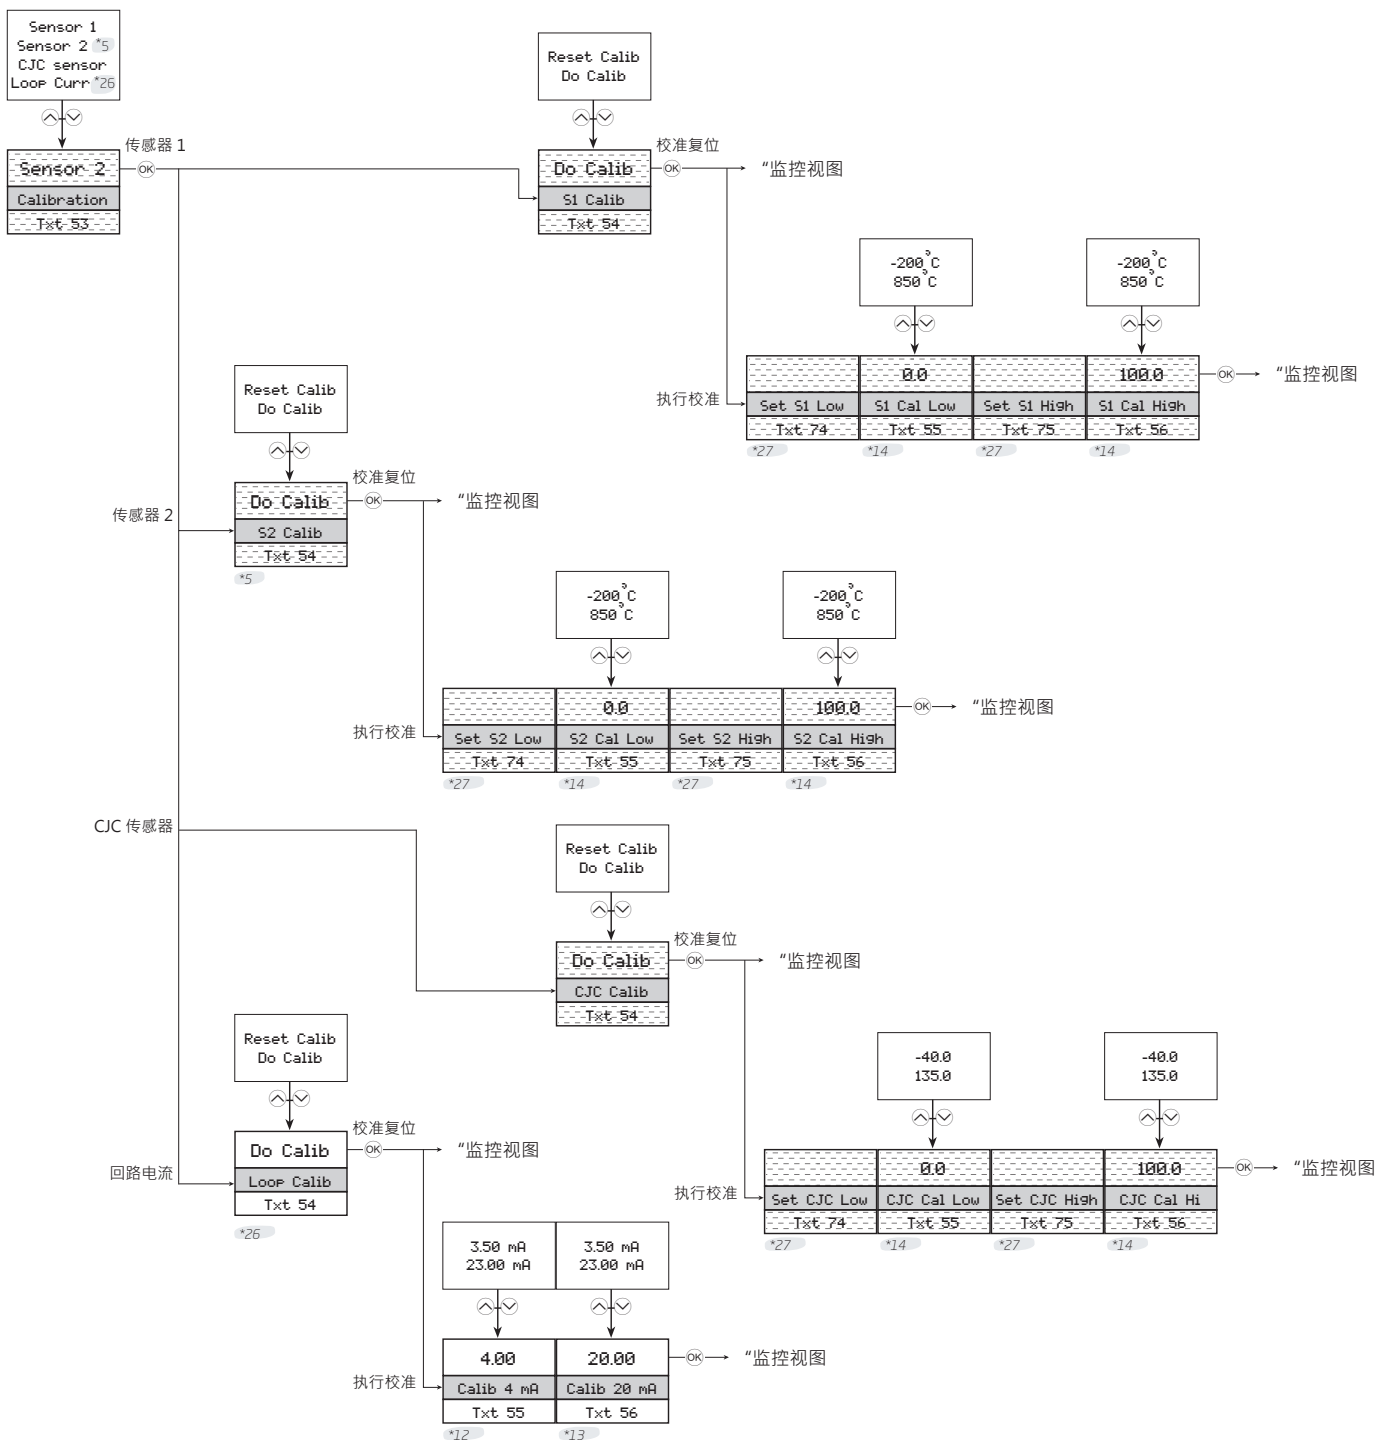 Sensor 1
Sensor 2 *5
CJC sensor
Loop Curr *26
Sensor 2
Calibration
Txt 53
传感器 1
OK
Reset Calib
Do Calib
Do Calib
S1 Calib
Txt 54
校准复位
OK
“监控视图
执行校准
-200°C
850°C
-200°C
850°C
0.0
100.0
Set S1 Low
S1 Cal Low
Set S1 High
S1 Cal High
Txt 74
Txt 55
Txt 75
Txt 56
*27
*14
*27
*14
OK
“监控视图
传感器 2
Reset Calib
Do Calib
Do Calib
S2 Calib
Txt 54
*5
校准复位
OK
“监控视图
执行校准
-200°C
850°C
-200°C
850°C
0.0
100.0
Set S2 Low
S2 Cal Low
Set S2 High
S2 Cal High
Txt 74
Txt 55
Txt 75
Txt 56
*27
*14
*27
*14
OK
“监控视图
CJC 传感器
Reset Calib
Do Calib
Do Calib
CJC Calib
Txt 54
校准复位
OK
“监控视图
执行校准
-40.0
135.0
-40.0
135.0
0.0
100.0
Set CJC Low
CJC Cal Low
Set CJC High
CJC Cal Hi
Txt 74
Txt 55
Txt 75
Txt 56
*27
*14
*27
*14
OK
“监控视图
回路电流
Reset Calib
Do Calib
Do Calib
Loop Calib
Txt 54
*26
校准复位
OK
“监控视图
执行校准
3.50 mA
23.00 mA
3.50 mA
23.00 mA
4.00
20.00
Calib 4 mA
Calib 20 mA
Txt 55
Txt 56
*12
*13
OK
“监控视图